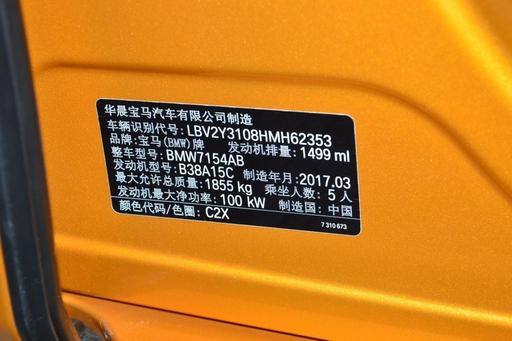 华晨宝马汽车有限公司制造
车辆识别代号: LBV2Y3108HMH62353
品牌: 宝马(BMW)牌 发动机排量: 1499 ml
整车型号: BMW7154AB
发动机型号: B38A15C 制造年月: 2017.03
最大允许总质量: 1855 kg 乘坐人数: 5 人
发动机最大净功率: 100 kW 制造国: 中国
颜色代码/色圈: C2X
7 310 673